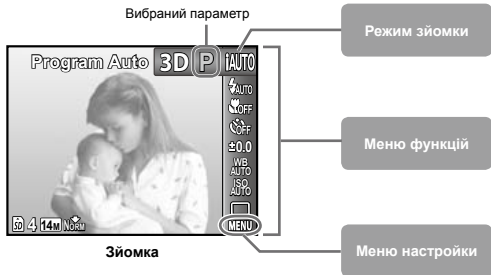 Вибраний параметр
Режим зйомки
Program Auto 3D P iAUTO
AUTO
OFF
OFF
±0.0
WB
AUTO
ISO
AUTO
Меню функцій
4 14M NORM
MENU
Зйомка
Меню настройки